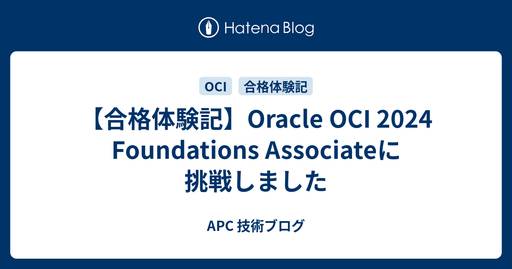 Hatena Blog
OCI 合格体験記
【合格体験記】Oracle OCI 2024
Foundations Associateに
挑戦しました
APC 技術ブログ